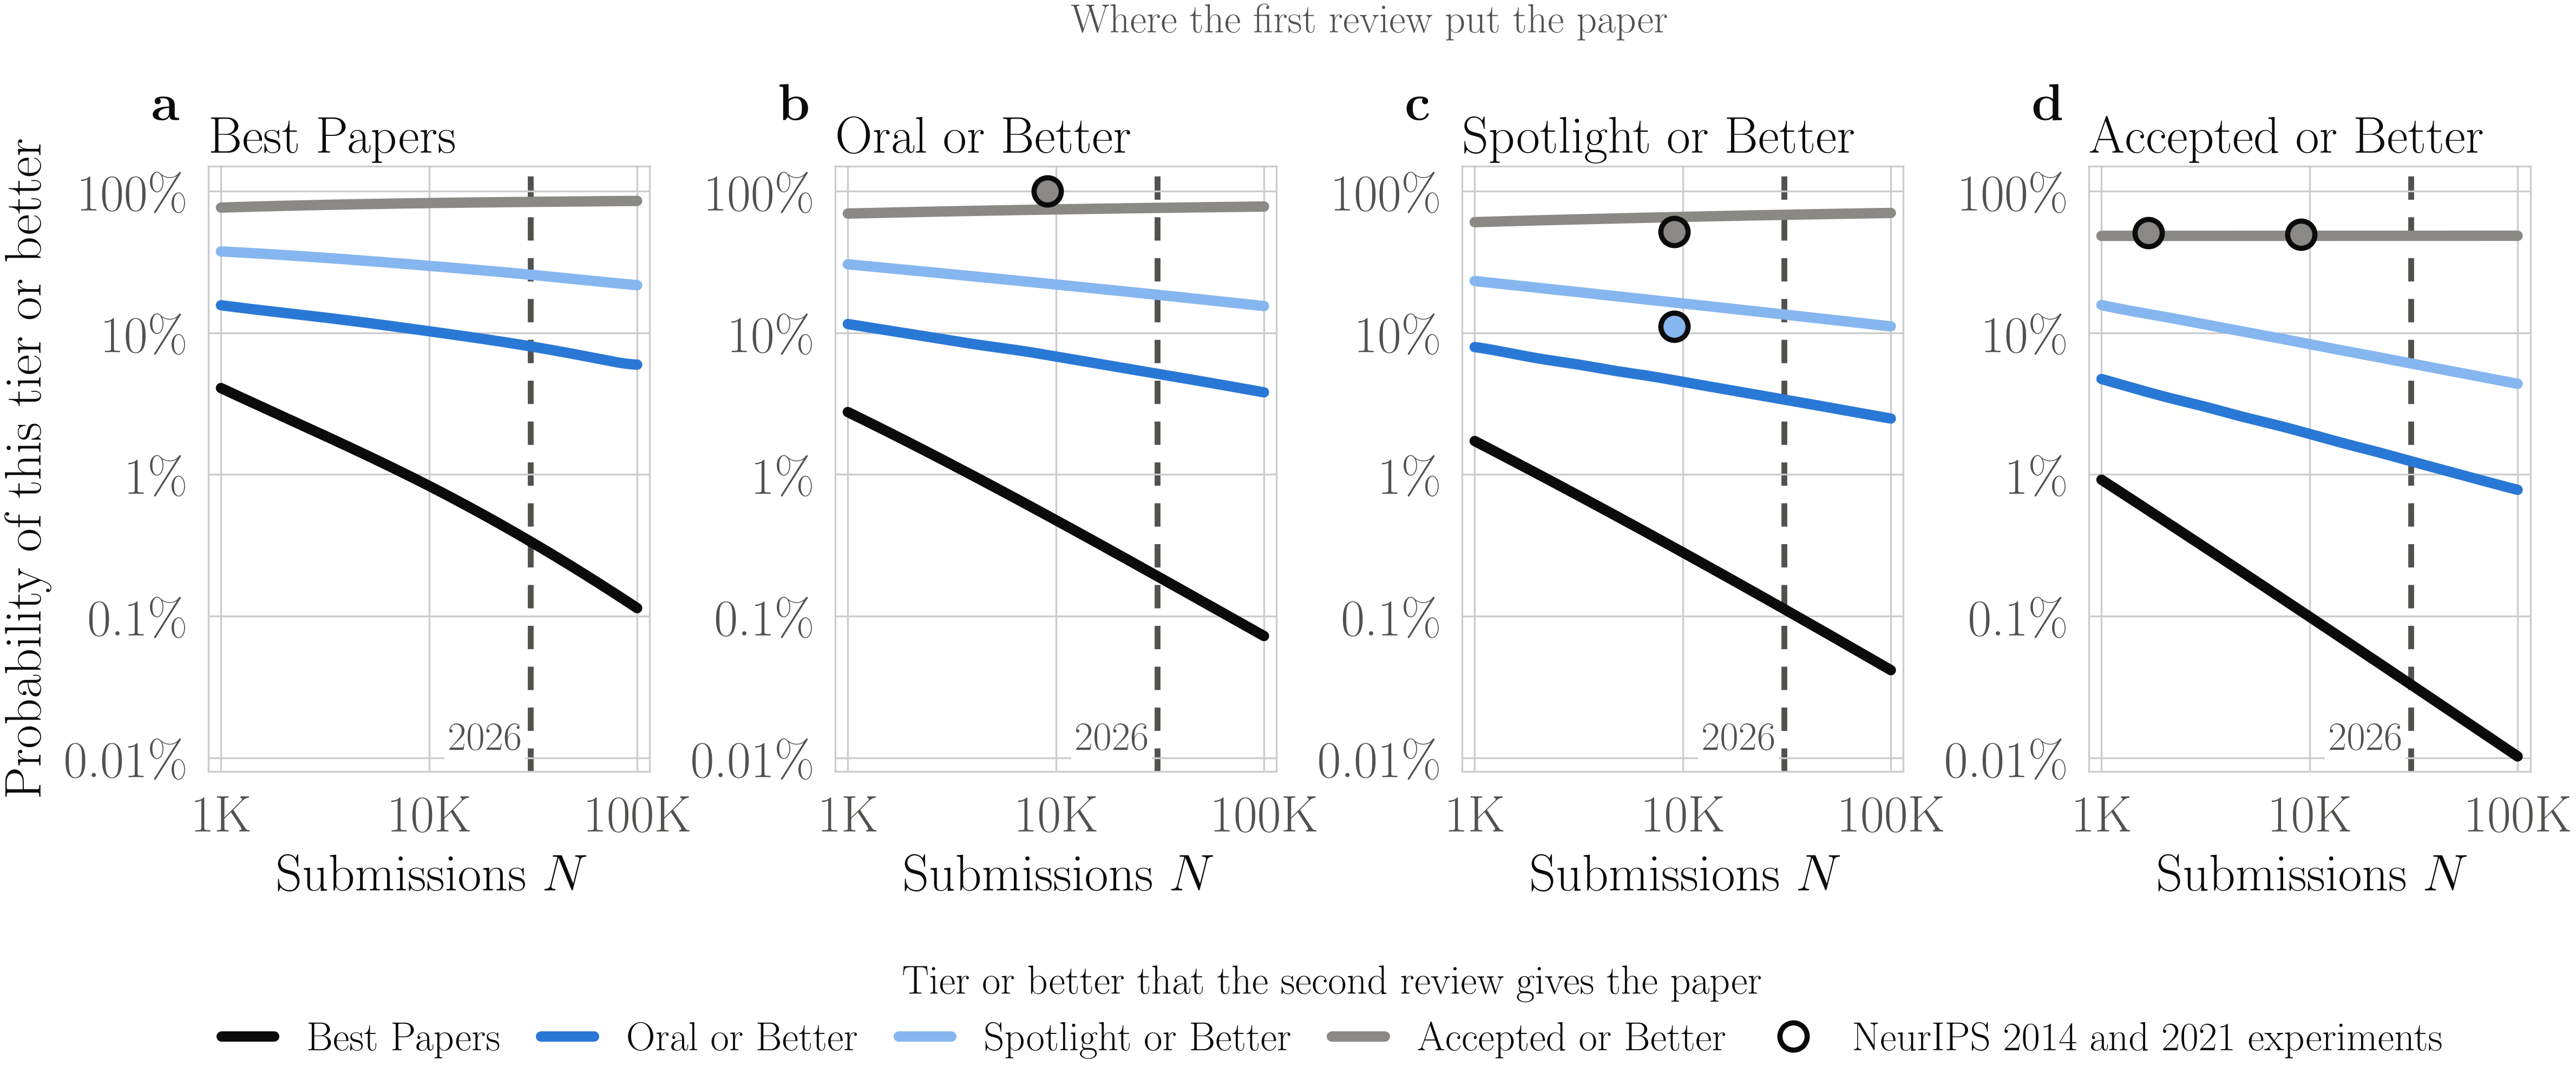 Where the first review put the paper
a
Best Papers
b
Oral or Better
c
Spotlight or Better
d
Accepted or Better
Probability of this tier or better
100%
10%
1%
0.1%
0.01%
2026
1K
10K
100K
Submissions N
100%
10%
1%
0.1%
0.01%
2026
1K
10K
100K
Submissions N
100%
10%
1%
0.1%
0.01%
2026
1K
10K
100K
Submissions N
100%
10%
1%
0.1%
0.01%
2026
1K
10K
100K
Submissions N
Tier or better that the second review gives the paper
Best Papers
Oral or Better
Spotlight or Better
Accepted or Better
NeurIPS 2014 and 2021 experiments